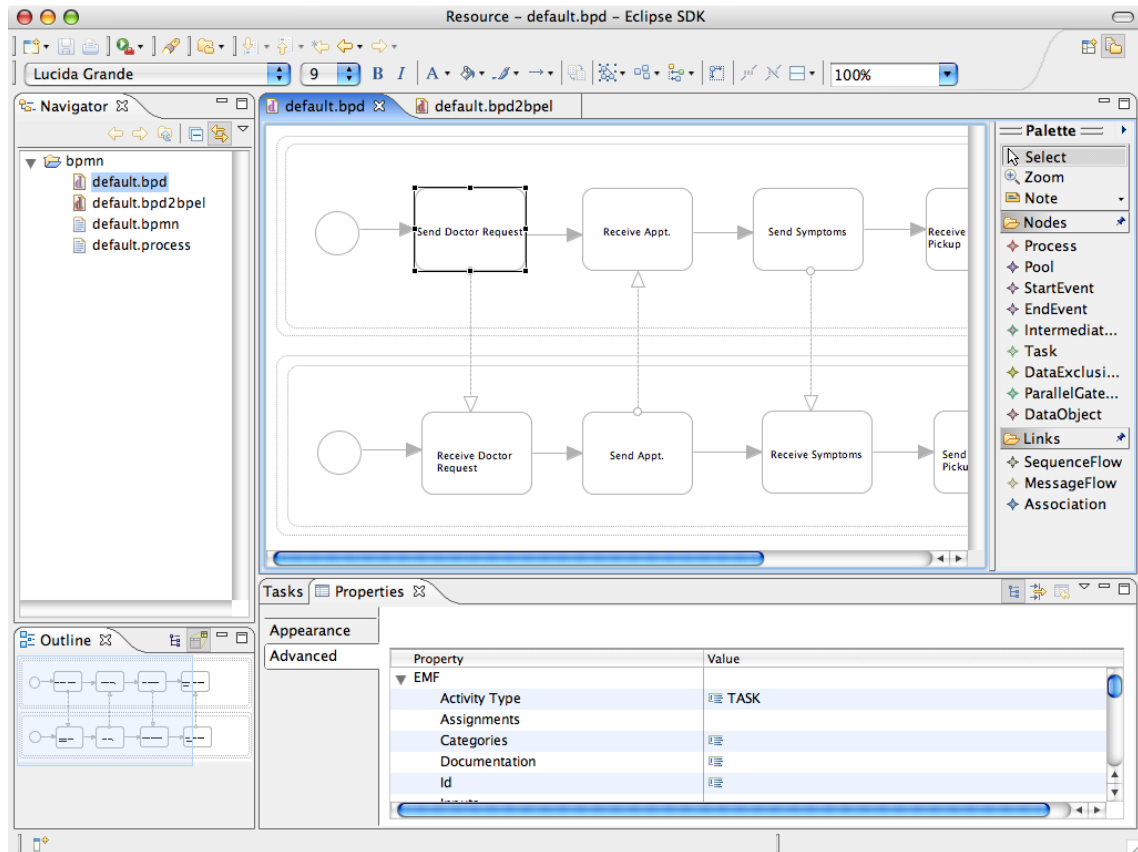 Resource – default.bpd – Eclipse SDK
Lucida Grande
9
B I
A
100%
Navigator
bpmn
default.bpd
default.bpd2bpel
default.bpmn
default.process
default.bpd
default.bpd2bpel
Send Doctor Request
Receive Appt.
Send Symptoms
Receive
Pickup
Receive Doctor
Request
Send Appt.
Receive Symptoms
Send
Picku
Palette
Select
Zoom
Note
Nodes
Process
Pool
StartEvent
EndEvent
Intermediat...
Task
DataExclusi...
ParallelGate...
DataObject
Links
SequenceFlow
MessageFlow
Association
Outline
Tasks
Properties
Appearance
Advanced
Property Value
EMF
Activity Type TASK
Assignments
Categories
Documentation
Id